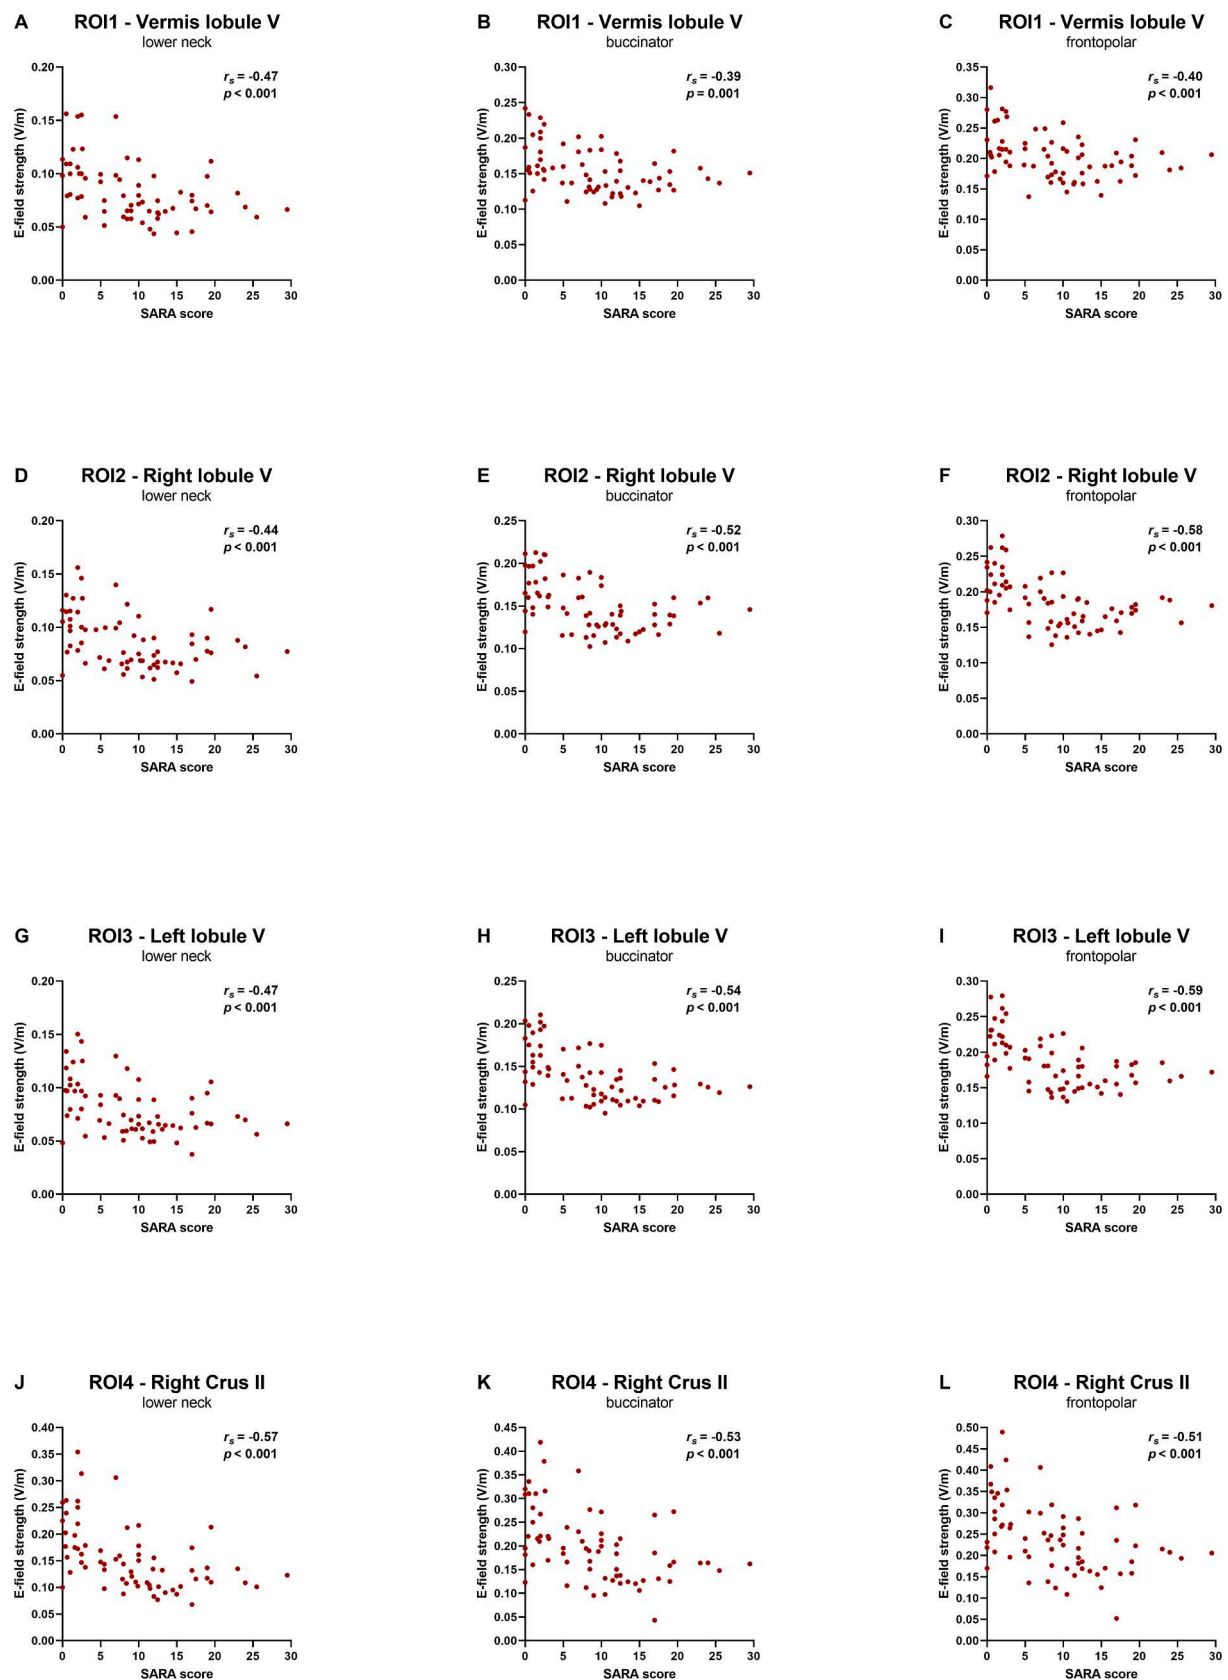 A ROI1 - Vermis lobule V
lower neck
r_s = -0.47
p < 0.001
E-field strength (V/m)
0.20
0.15
0.10
0.05
0.00
0 5 10 15 20 25 30
SARA score
B ROI1 - Vermis lobule V
buccinator
r_s = -0.39
p = 0.001
E-field strength (V/m)
0.30
0.25
0.20
0.15
0.10
0.05
0.00
0 5 10 15 20 25 30
SARA score
C ROI1 - Vermis lobule V
frontopolar
r_s = -0.40
p < 0.001
E-field strength (V/m)
0.35
0.30
0.25
0.20
0.15
0.10
0.05
0.00
0 5 10 15 20 25 30
SARA score
D ROI2 - Right lobule V
lower neck
r_s = -0.44
p < 0.001
E-field strength (V/m)
0.20
0.15
0.10
0.05
0.00
0 5 10 15 20 25 30
SARA score
E ROI2 - Right lobule V
buccinator
r_s = -0.52
p < 0.001
E-field strength (V/m)
0.25
0.20
0.15
0.10
0.05
0.00
0 5 10 15 20 25 30
SARA score
F ROI2 - Right lobule V
frontopolar
r_s = -0.58
p < 0.001
E-field strength (V/m)
0.30
0.25
0.20
0.15
0.10
0.05
0.00
0 5 10 15 20 25 30
SARA score
G ROI3 - Left lobule V
lower neck
r_s = -0.47
p < 0.001
E-field strength (V/m)
0.20
0.15
0.10
0.05
0.00
0 5 10 15 20 25 30
SARA score
H ROI3 - Left lobule V
buccinator
r_s = -0.54
p < 0.001
E-field strength (V/m)
0.25
0.20
0.15
0.10
0.05
0.00
0 5 10 15 20 25 30
SARA score
I ROI3 - Left lobule V
frontopolar
r_s = -0.59
p < 0.001
E-field strength (V/m)
0.30
0.25
0.20
0.15
0.10
0.05
0.00
0 5 10 15 20 25 30
SARA score
J ROI4 - Right Crus II
lower neck
r_s = -0.57
p < 0.001
E-field strength (V/m)
0.40
0.35
0.30
0.25
0.20
0.15
0.10
0.05
0.00
0 5 10 15 20 25 30
SARA score
K ROI4 - Right Crus II
buccinator
r_s = -0.53
p < 0.001
E-field strength (V/m)
0.45
0.40
0.35
0.30
0.25
0.20
0.15
0.10
0.05
0.00
0 5 10 15 20 25 30
SARA score
L ROI4 - Right Crus II
frontopolar
r_s = -0.51
p < 0.001
E-field strength (V/m)
0.50
0.45
0.40
0.35
0.30
0.25
0.20
0.15
0.10
0.05
0.00
0 5 10 15 20 25 30
SARA score